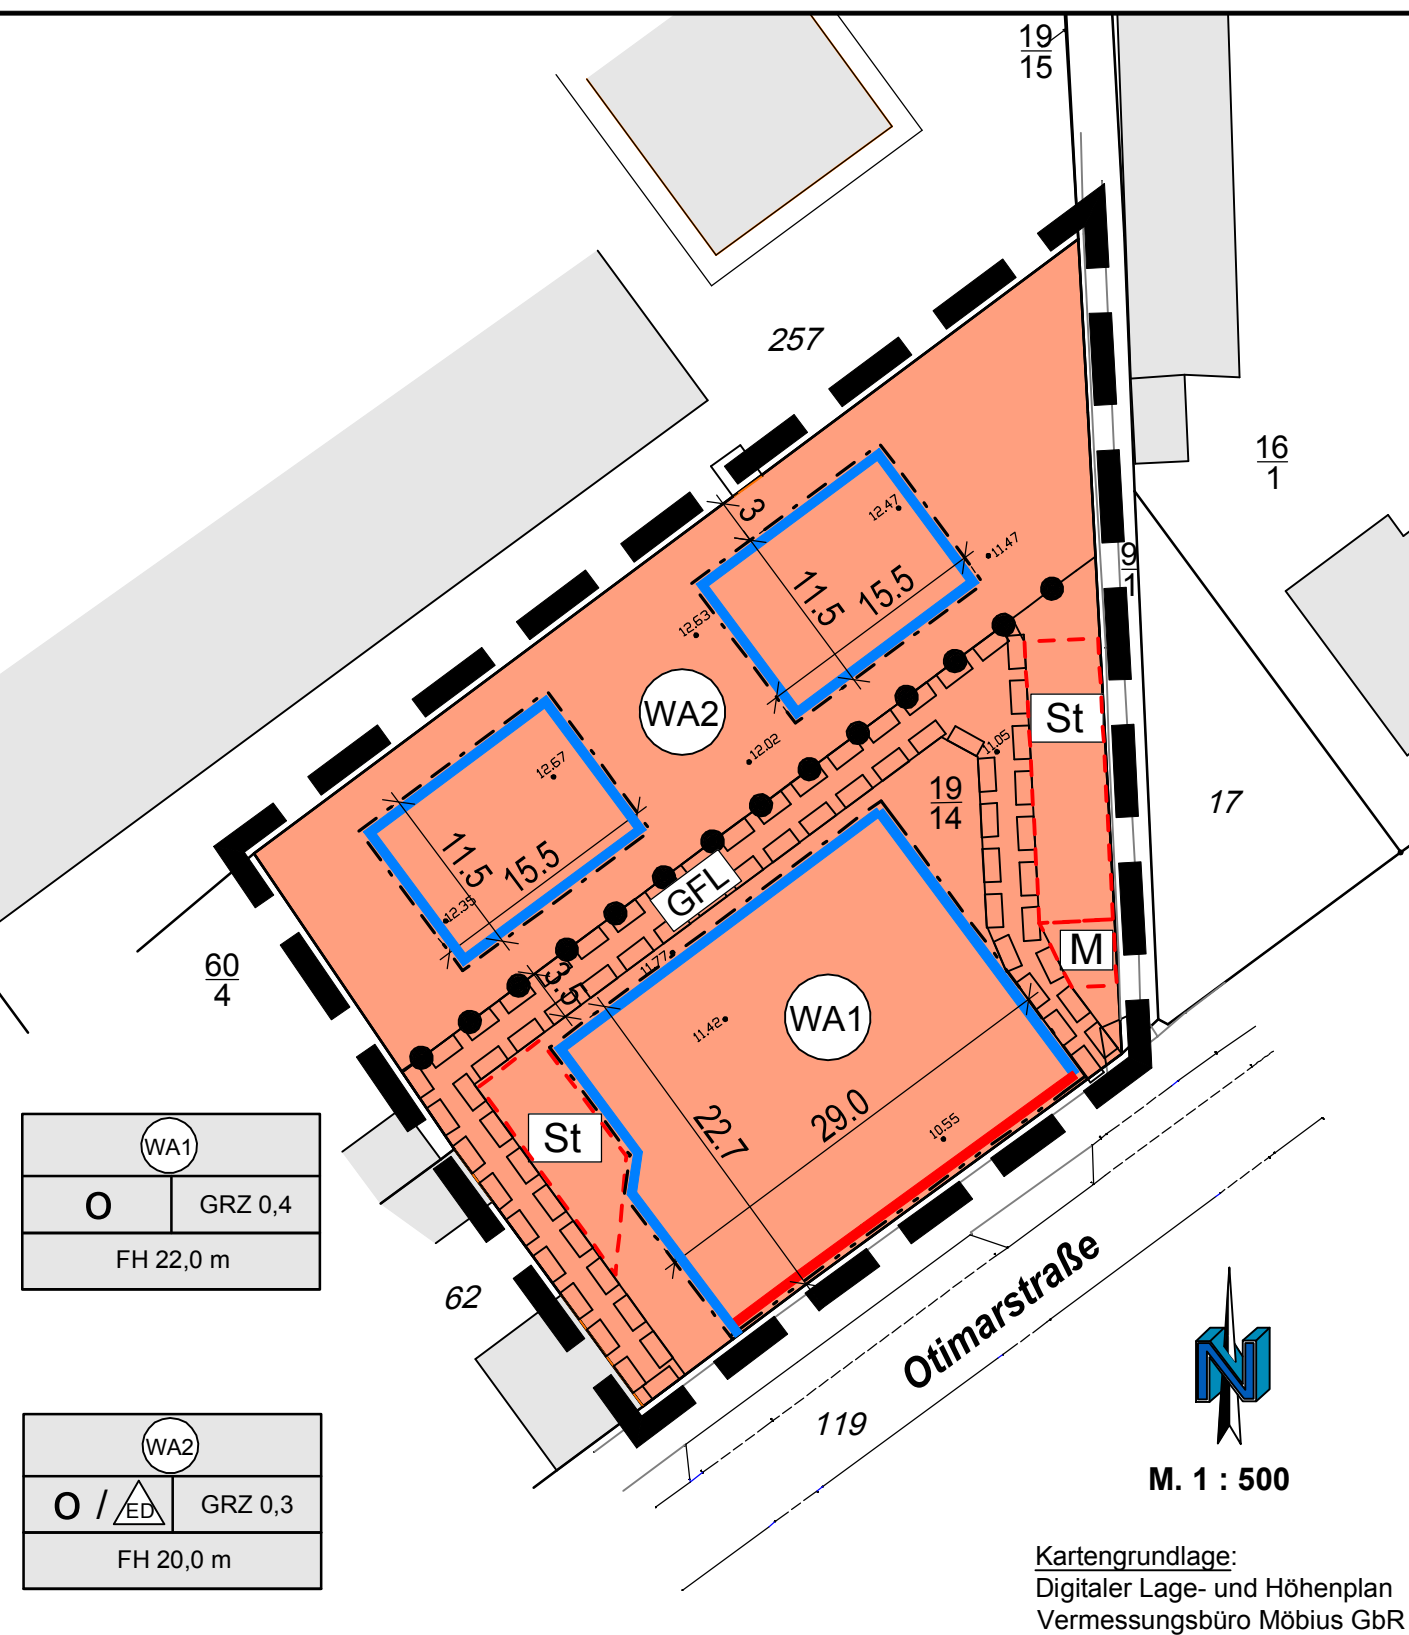 19
15
257
16
1
3
12.47
11.47
9
1
11.5
15.5
12.63
WA2
St
12.02
11.05
12.67
19
14
17
11.5
15.5
GFL
12.35
M
60
4
11.77
3.5
WA1
11.42
22.7
29.0
10.55
St
WA1
o
GRZ 0,4
FH 22,0 m
62
Otimarstraße
119
WA2
o / ED
GRZ 0,3
FH 20,0 m
N
M. 1 : 500
Kartengrundlage:
Digitaler Lage- und Höhenplan
Vermessungsbüro Möbius GbR